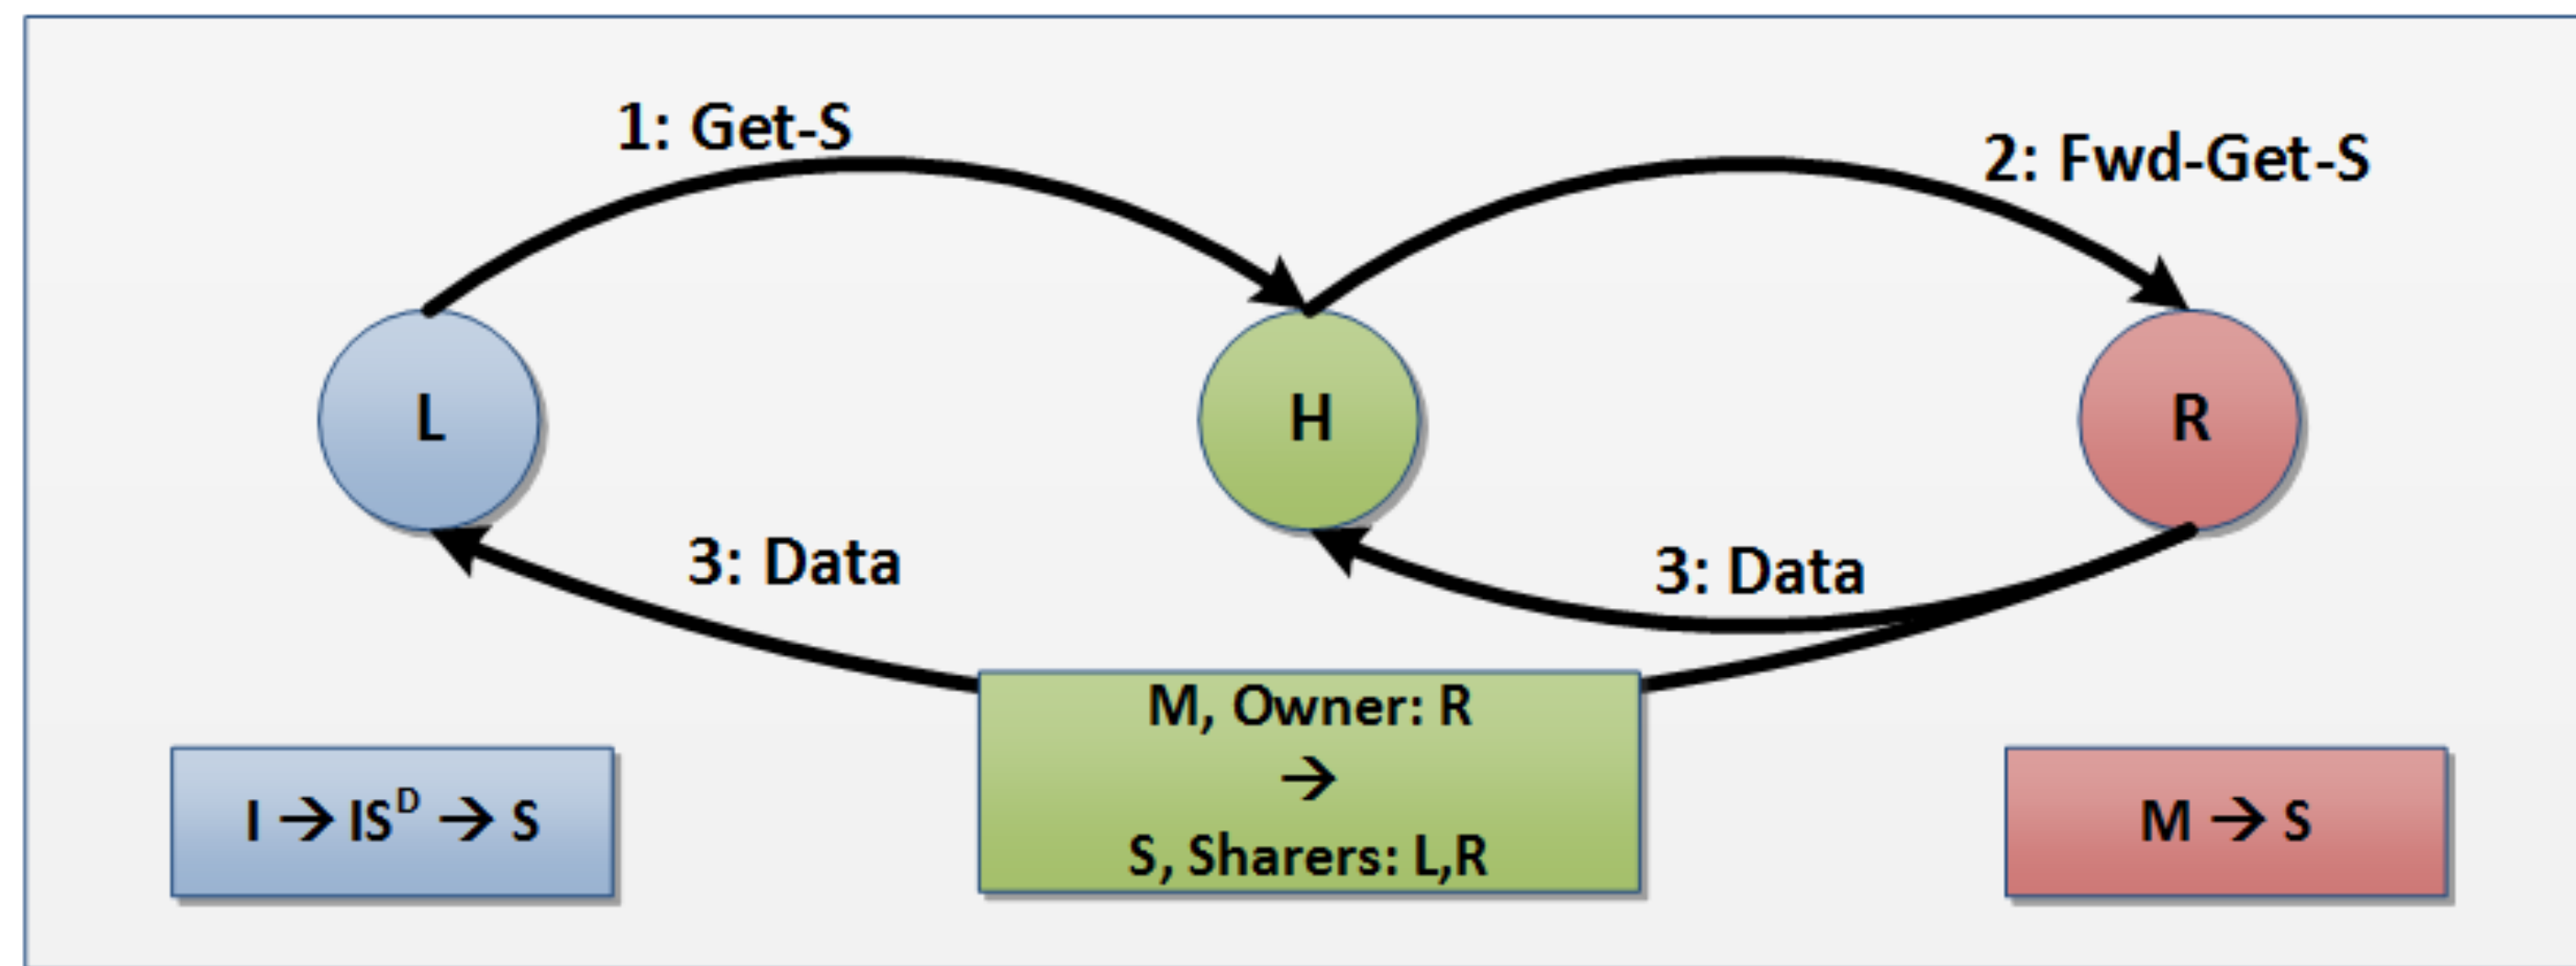 1: Get-S
2: Fwd-Get-S
L
H
R
3: Data
3: Data
M, Owner: R
→
S, Sharers: L,R
I → IS^D → S
M → S